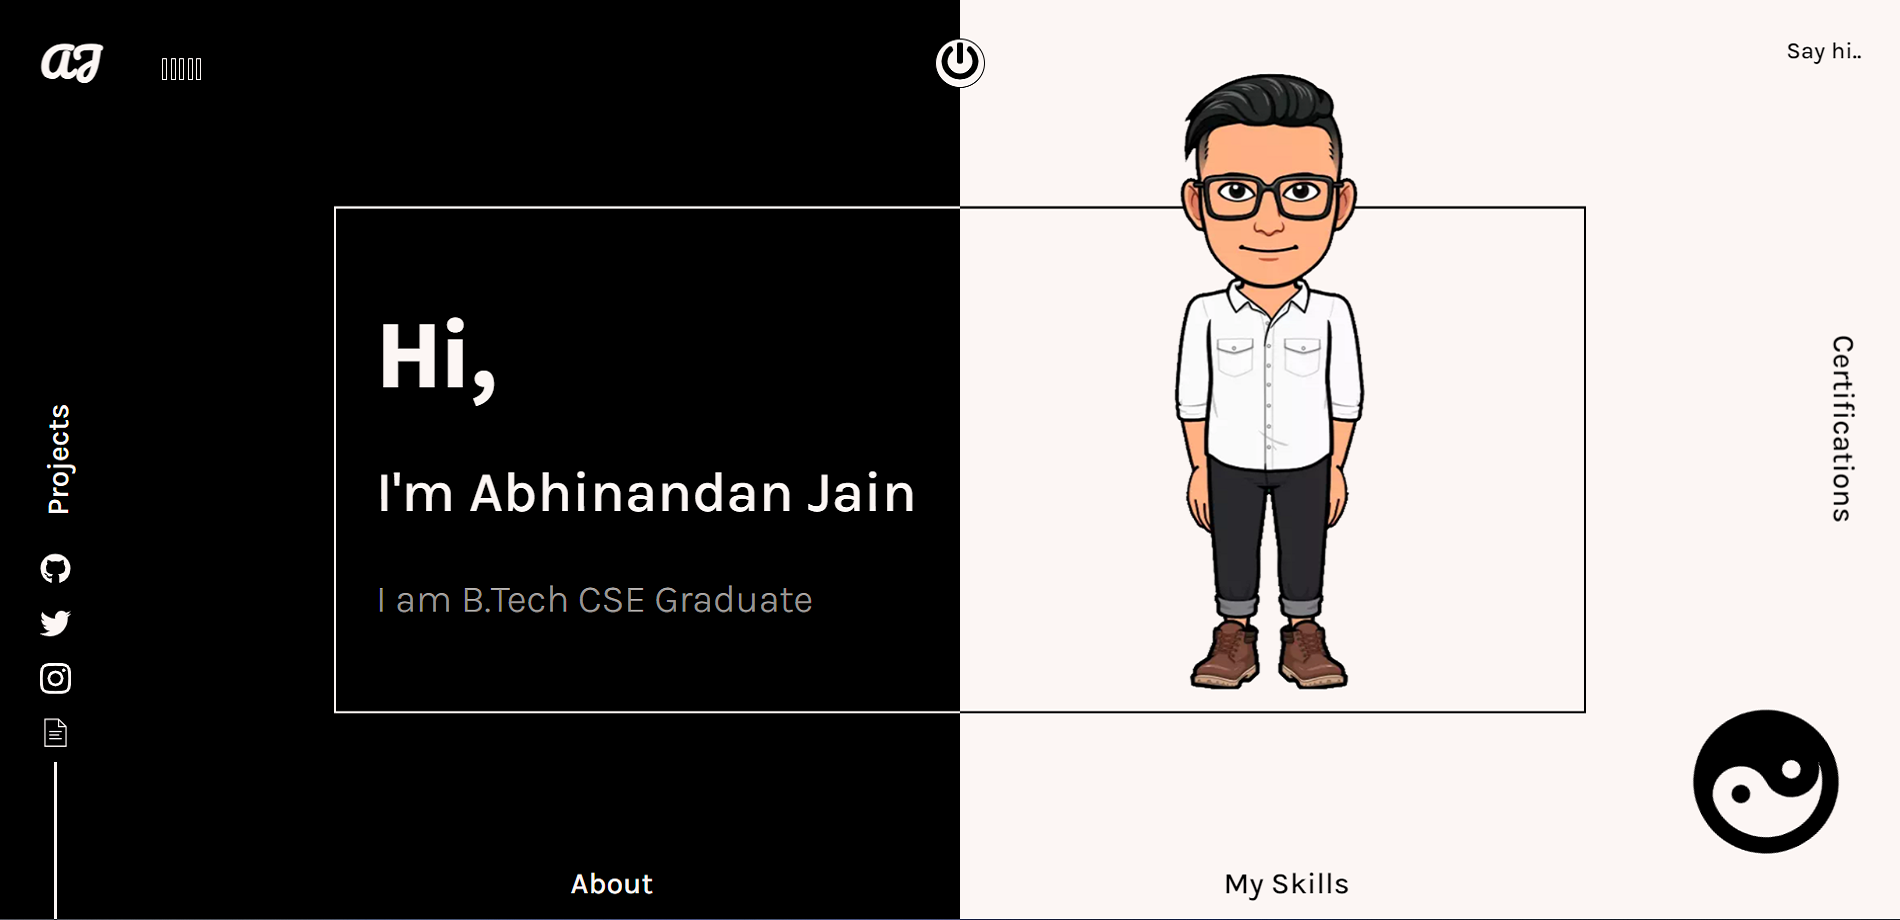 AJ
Say hi..
Hi,
I'm Abhinandan Jain
I am B.Tech CSE Graduate
Projects
Certifications
About
My Skills